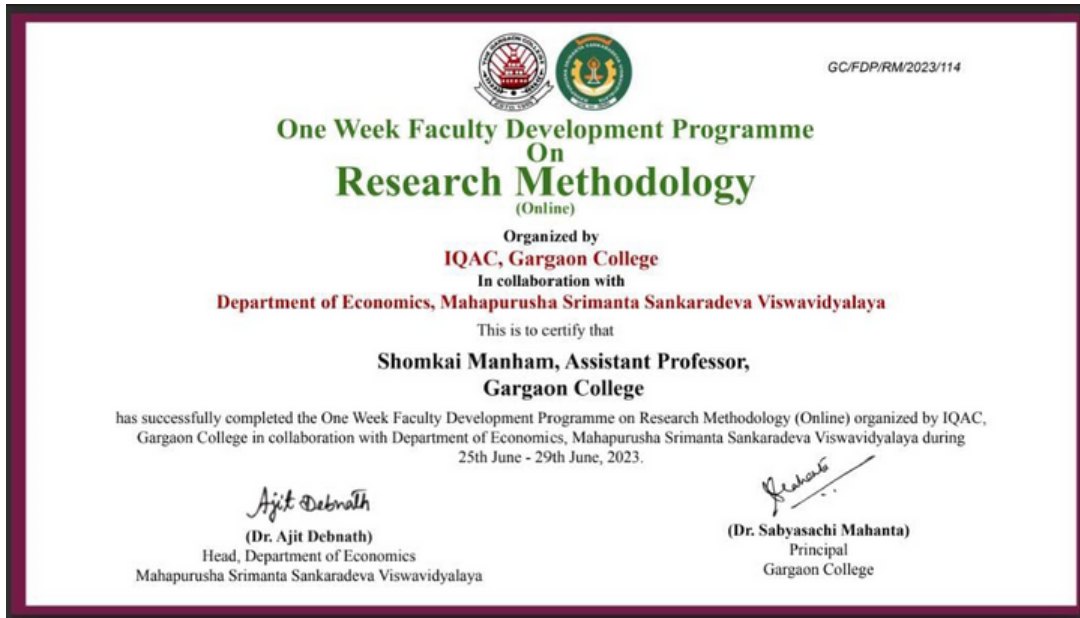 GC/FDP/RM/2023/114
One Week Faculty Development Programme
On
Research Methodology
(Online)
Organized by
IQAC, Gargaon College
In collaboration with
Department of Economics, Mahapurusha Srimanta Sankaradeva Viswavidyalaya
This is to certify that
Shomkai Manham, Assistant Professor,
Gargaon College
has successfully completed the One Week Faculty Development Programme on Research Methodology (Online) organized by IQAC,
Gargaon College in collaboration with Department of Economics, Mahapurusha Srimanta Sankaradeva Viswavidyalaya during
25th June - 29th June, 2023.
Ajit Debnath
(Dr. Ajit Debnath)
Head, Department of Economics
Mahapurusha Srimanta Sankaradeva Viswavidyalaya
(Dr. Sabyasachi Mahanta)
Principal
Gargaon College